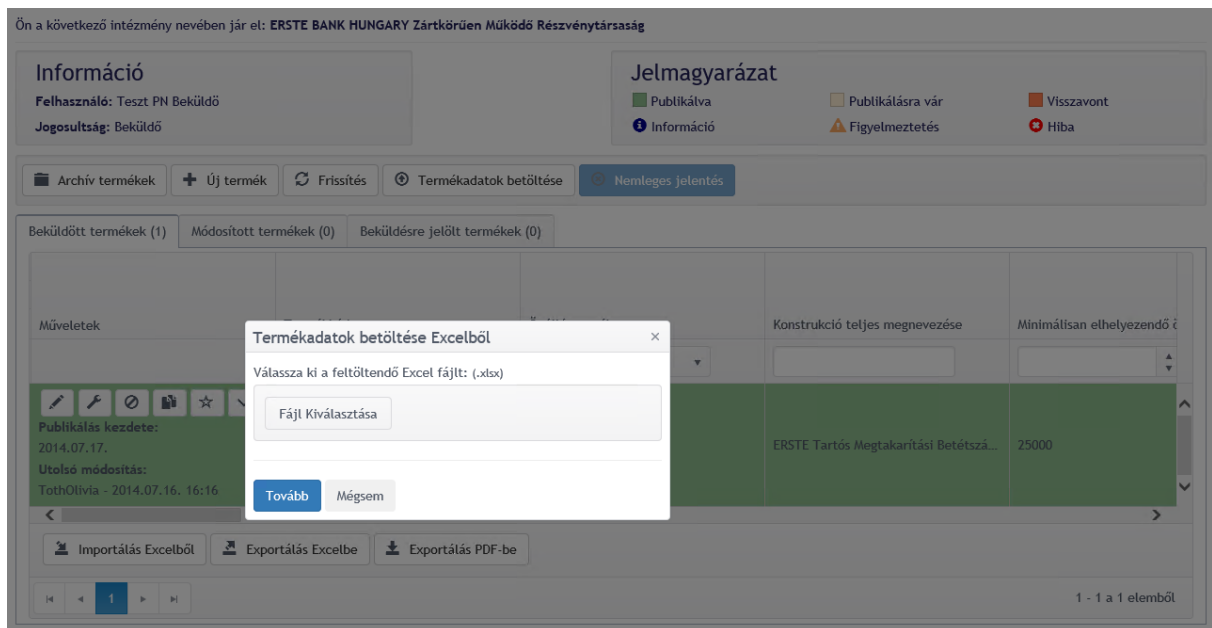 Ön a következő intézmény nevében jár el: ERSTE BANK HUNGARY Zártkörűen Működő Részvénytársaság
Információ
Felhasználó: Teszt PN Beküldő
Jogosultság: Beküldő
Jelmagyarázat
Publikálva Publikálásra vár Visszavont
Információ Figyelmeztetés Hiba
Archív termékek Új termék Frissítés Termékadatok betöltése Nemleges jelentés
Beküldött termékek (1) Módosított termékek (0) Beküldésre jelölt termékek (0)
Műveletek Konstrukció teljes megnevezése Minimálisan elhelyezendő
Termékadatok betöltése Excelből ×
Válassza ki a feltöltendő Excel fájlt: (.xlsx)
Fájl Kiválasztása
Tovább Mégsem
Publikálás kezdete:
2014.07.17.
Utolsó módosítás:
TothOlivia - 2014.07.16. 16:16
ERSTE Tartós Megtakarítási Betétszá... 25000
Importálás Excelből Exportálás Excelbe Exportálás PDF-be
1
1 - 1 a 1 elemből